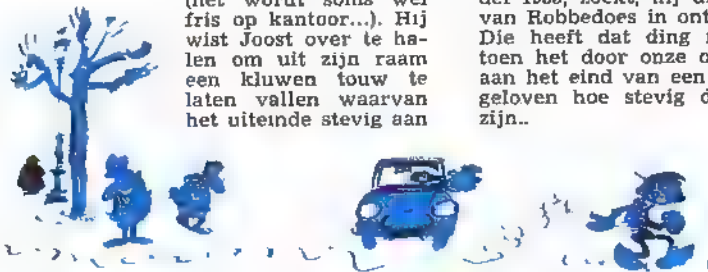 fris op kantoor...). Hij
wist Joost over te ha-
len om uit zijn raam
een kluwen touw te
laten vallen waarvan
het uiteinde stevig aan
van Robbedoes in ont
Die heeft dat ding
toen het door onze
aan het eind van een
geloven hoe stevig d
zijn..